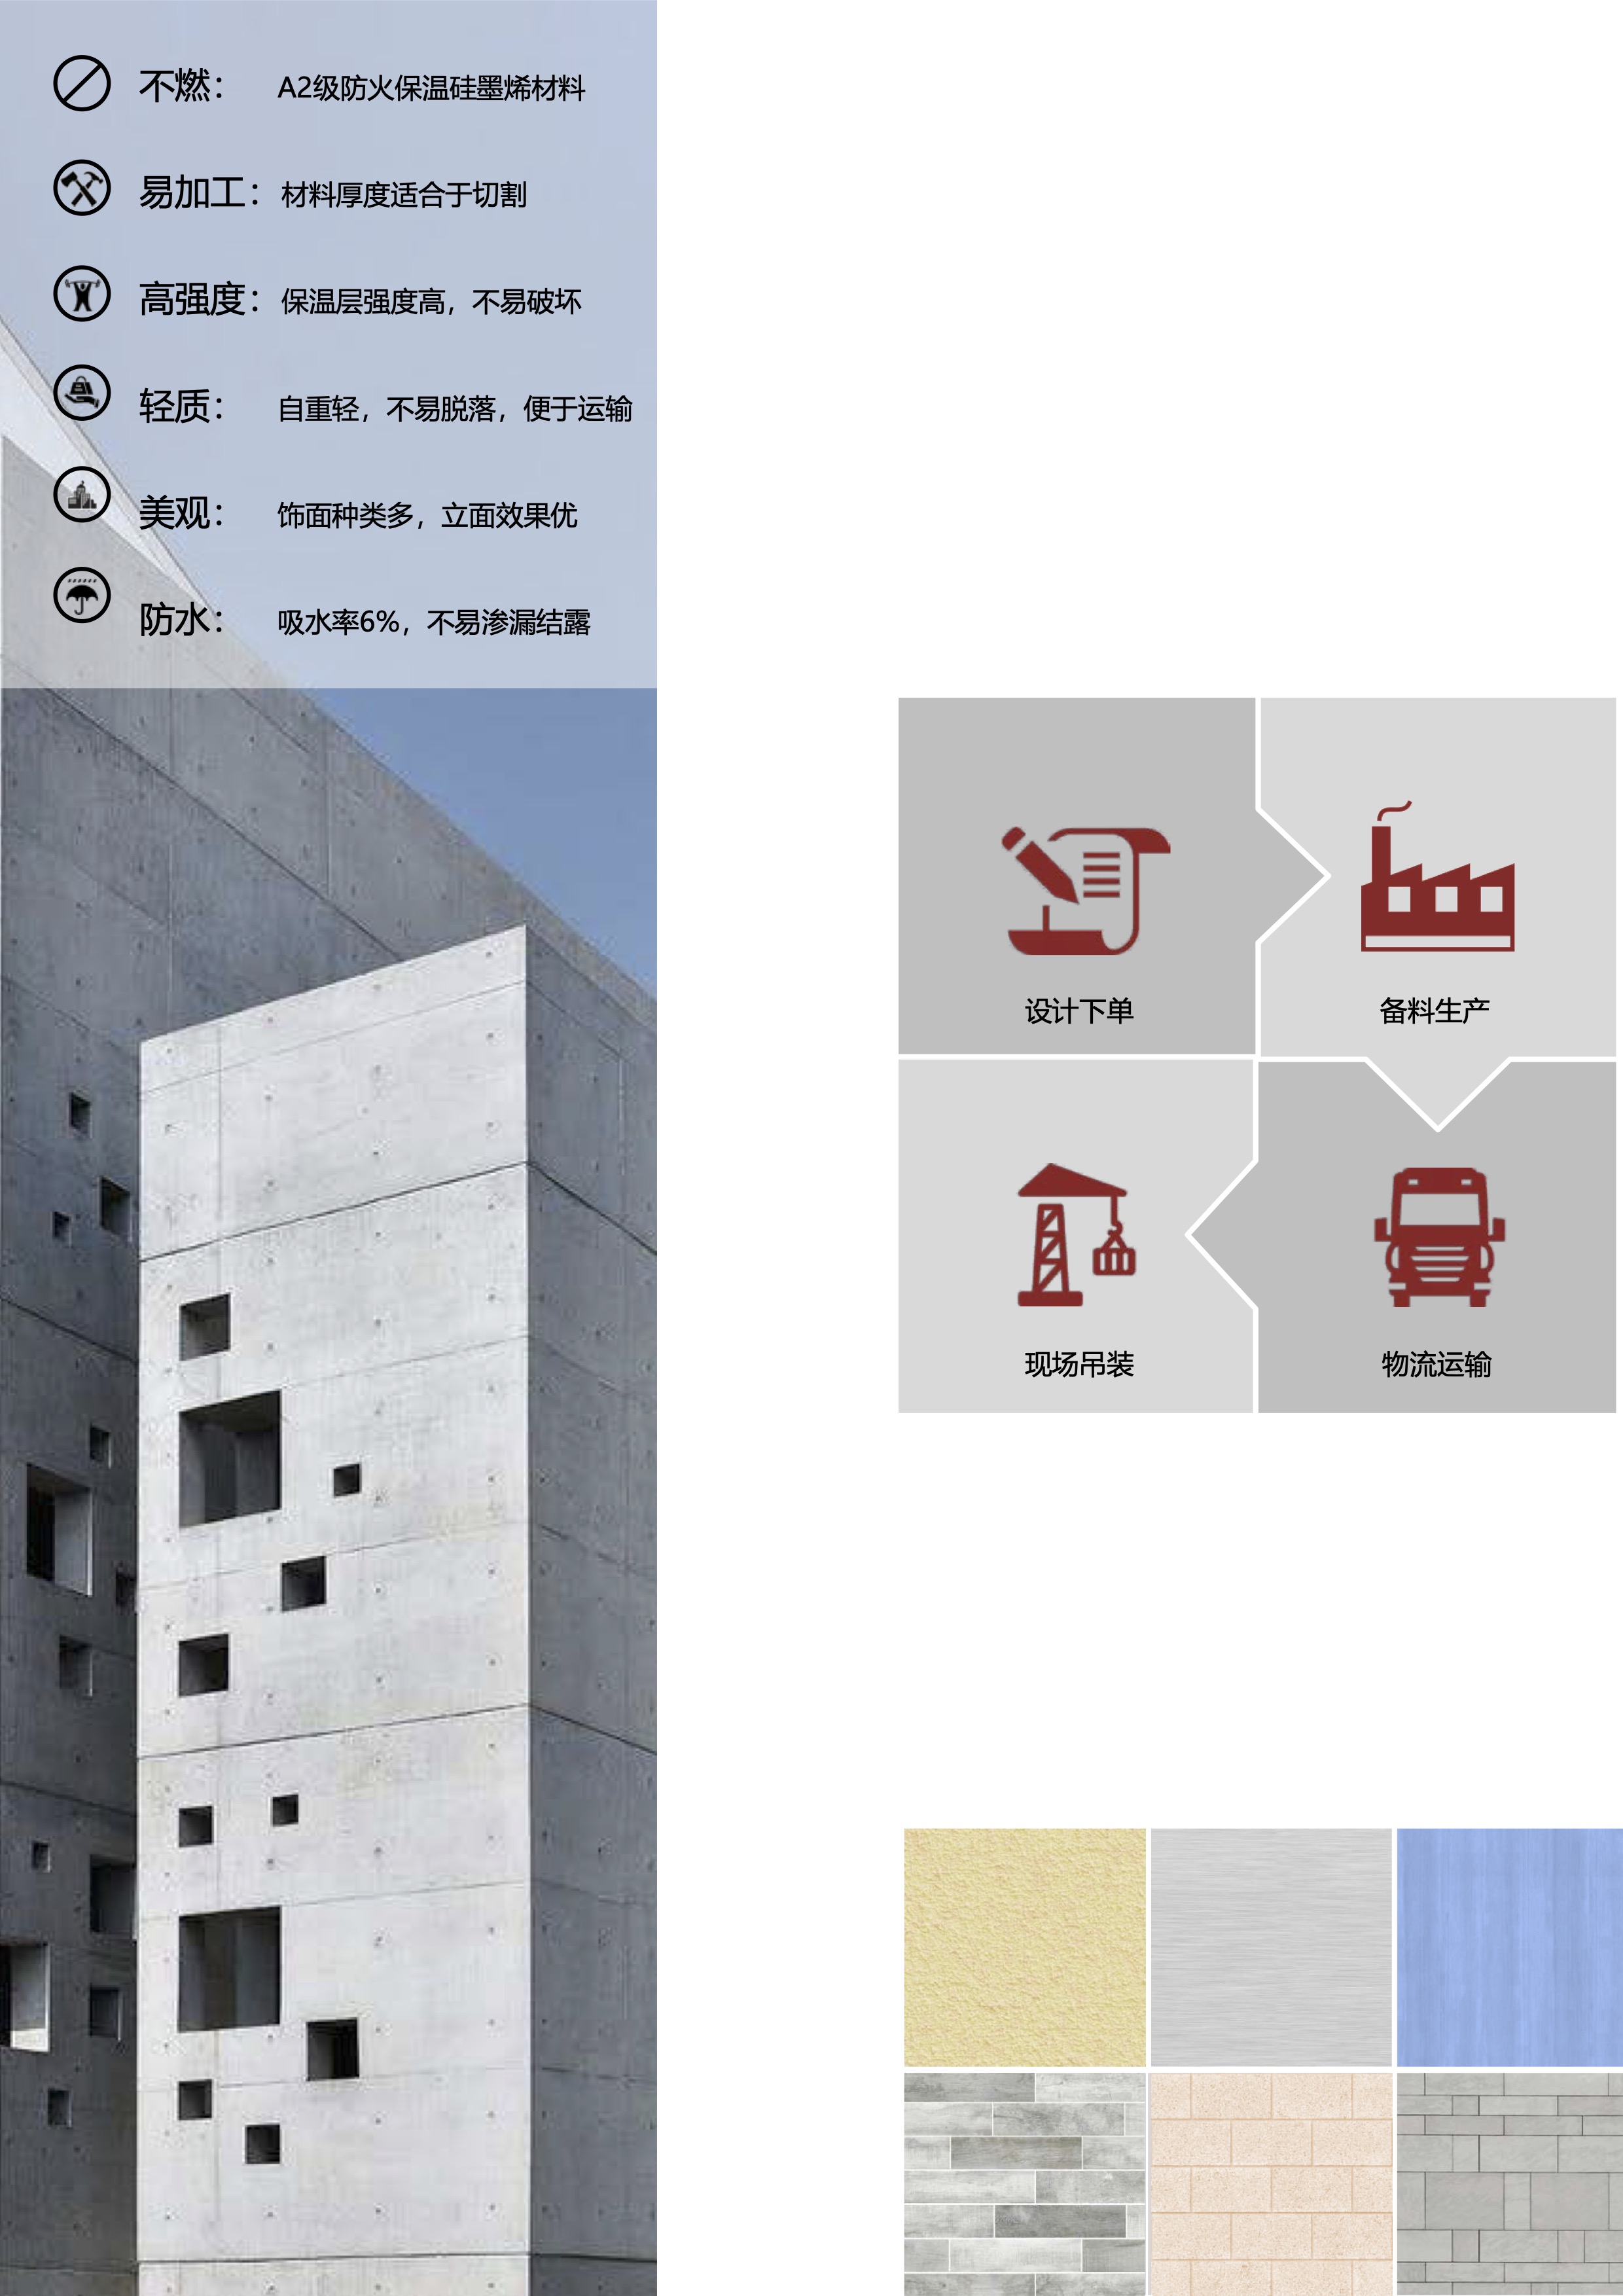 不燃： A2级防火保温硅墨烯材料
易加工：材料厚度适合于切割
高强度：保温层强度高，不易破坏
轻质： 自重轻，不易脱落，便于运输
美观： 饰面种类多，立面效果优
防水： 吸水率6%，不易渗漏结露
设计下单
备料生产
现场吊装
物流运输